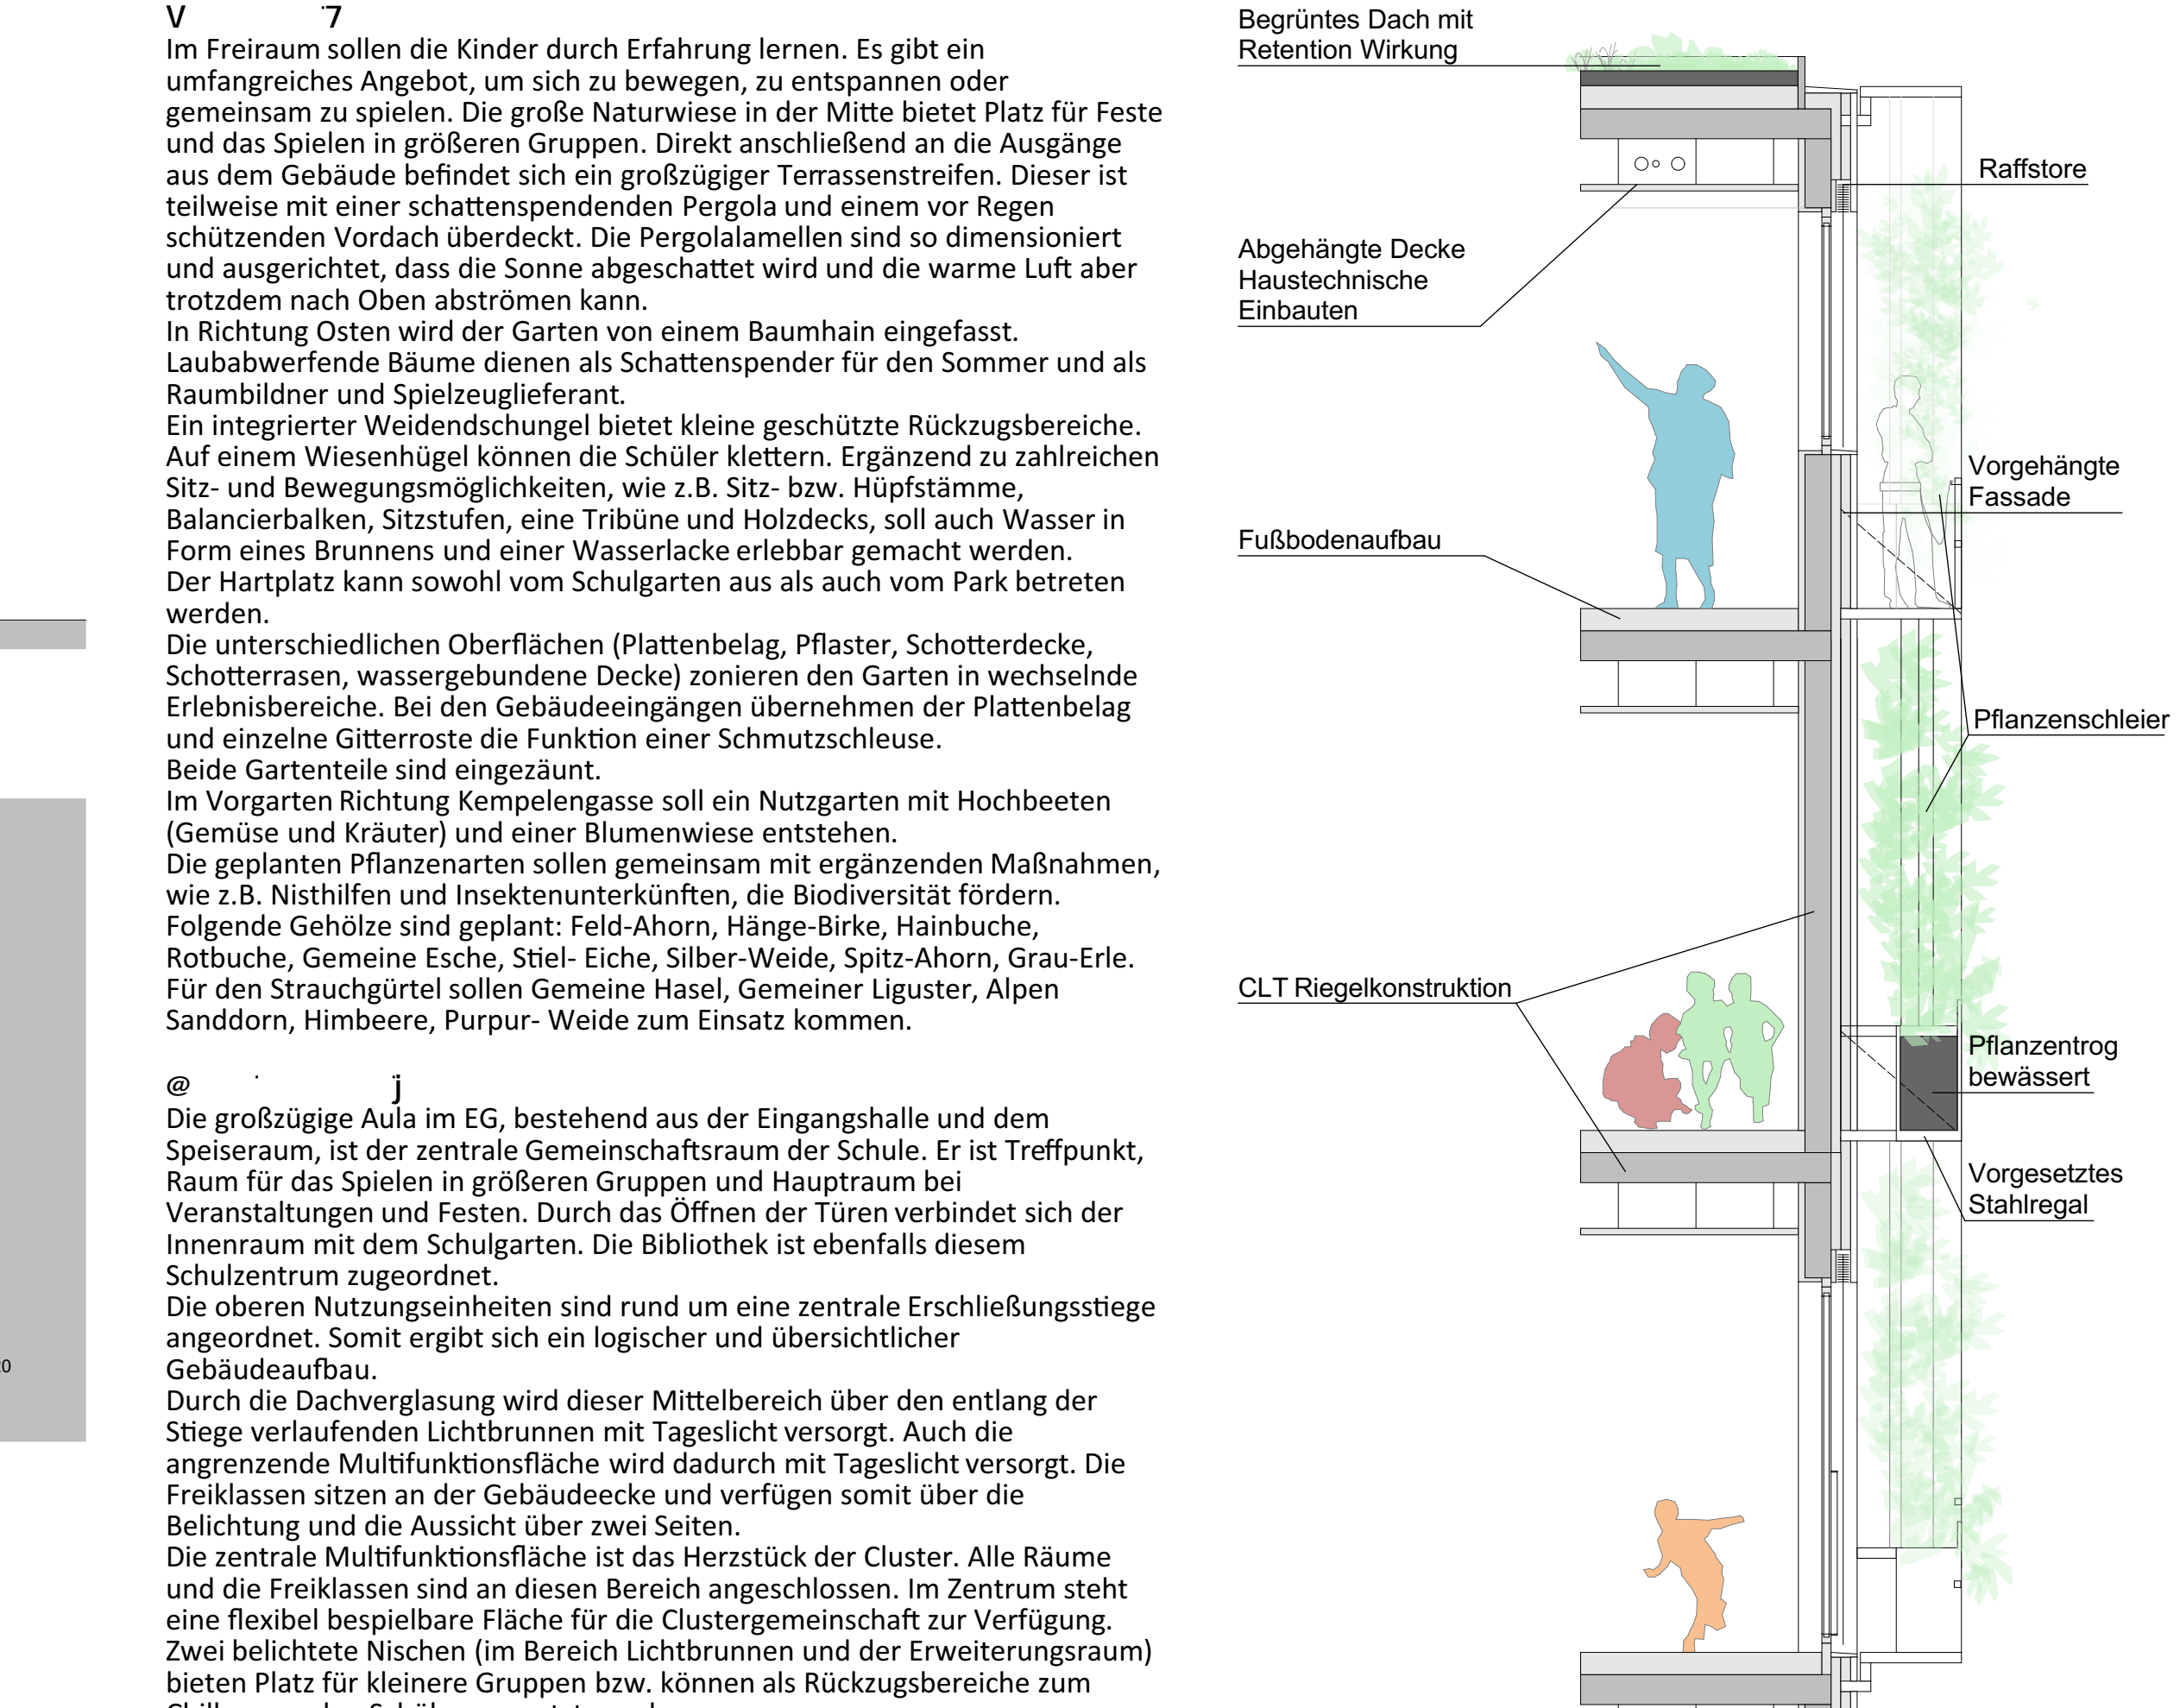 V 7
Im Freiraum sollen die Kinder durch Erfahrung lernen. Es gibt ein
umfangreiches Angebot, um sich zu bewegen, zu entspannen oder
gemeinsam zu spielen. Die große Naturwiese in der Mitte bietet Platz für Feste
und das Spielen in größeren Gruppen. Direkt anschließend an die Ausgänge
aus dem Gebäude befindet sich ein großzügiger Terrassenstreifen. Dieser ist
teilweise mit einer schattenspendenden Pergola und einem vor Regen
schützenden Vordach überdeckt. Die Pergolalamellen sind so dimensioniert
und ausgerichtet, dass die Sonne abgeschattet wird und die warme Luft aber
trotzdem nach Oben abströmen kann.
In Richtung Osten wird der Garten von einem Baumhain eingefasst.
Laubabwerfende Bäume dienen als Schattenspender für den Sommer und als
Raumbildner und Spielzeuglieferant.
Ein integrierter Weidendschungel bietet kleine geschützte Rückzugsbereiche.
Auf einem Wiesenhügel können die Schüler klettern. Ergänzend zu zahlreichen
Sitz- und Bewegungsmöglichkeiten, wie z.B. Sitz- bzw. Hüpfstämme,
Balancierbalken, Sitzstufen, eine Tribüne und Holzdecks, soll auch Wasser in
Form eines Brunnens und einer Wasserlacke erlebbar gemacht werden.
Der Hartplatz kann sowohl vom Schulgarten aus als auch vom Park betreten
werden.
Die unterschiedlichen Oberflächen (Plattenbelag, Pflaster, Schotterdecke,
Schotterrasen, wassergebundene Decke) zonieren den Garten in wechselnde
Erlebnisbereiche. Bei den Gebäudeeingängen übernehmen der Plattenbelag
und einzelne Gitterroste die Funktion einer Schmutzschleuse.
Beide Gartenteile sind eingezäunt.
Im Vorgarten Richtung Kempelengasse soll ein Nutzgarten mit Hochbeeten
(Gemüse und Kräuter) und einer Blumenwiese entstehen.
Die geplanten Pflanzenarten sollen gemeinsam mit ergänzenden Maßnahmen,
wie z.B. Nisthilfen und Insektenunterkünften, die Biodiversität fördern.
Folgende Gehölze sind geplant: Feld-Ahorn, Hänge-Birke, Hainbuche,
Rotbuche, Gemeine Esche, Stiel- Eiche, Silber-Weide, Spitz-Ahorn, Grau-Erle.
Für den Strauchgürtel sollen Gemeine Hasel, Gemeiner Liguster, Alpen
Sanddorn, Himbeere, Purpur- Weide zum Einsatz kommen.
@ j
Die großzügige Aula im EG, bestehend aus der Eingangshalle und dem
Speiseraum, ist der zentrale Gemeinschaftsraum der Schule. Er ist Treffpunkt,
Raum für das Spielen in größeren Gruppen und Hauptraum bei
Veranstaltungen und Festen. Durch das Öffnen der Türen verbindet sich der
Innenraum mit dem Schulgarten. Die Bibliothek ist ebenfalls diesem
Schulzentrum zugeordnet.
Die oberen Nutzungseinheiten sind rund um eine zentrale Erschließungsstiege
angeordnet. Somit ergibt sich ein logischer und übersichtlicher
Gebäudeaufbau.
Durch die Dachverglasung wird dieser Mittelbereich über den entlang der
Stiege verlaufenden Lichtbrunnen mit Tageslicht versorgt. Auch die
angrenzende Multifunktionsfläche wird dadurch mit Tageslicht versorgt. Die
Freiklassen sitzen an der Gebäudeecke und verfügen somit über die
Belichtung und die Aussicht über zwei Seiten.
Die zentrale Multifunktionsfläche ist das Herzstück der Cluster. Alle Räume
und die Freiklassen sind an diesen Bereich angeschlossen. Im Zentrum steht
eine flexibel bespielbare Fläche für die Clustergemeinschaft zur Verfügung.
Zwei belichtete Nischen (im Bereich Lichtbrunnen und der Erweiterungsraum)
bieten Platz für kleinere Gruppen bzw. können als Rückzugsbereiche zum
Begrüntes Dach mit
Retention Wirkung
Raffstore
Abgehängte Decke
Haustechnische
Einbauten
Vorgehängte
Fassade
Fußbodenaufbau
Pflanzenschleier
CLT Riegelkonstruktion
Pflanzentrog
bewässert
Vorgesetztes
Stahlregal